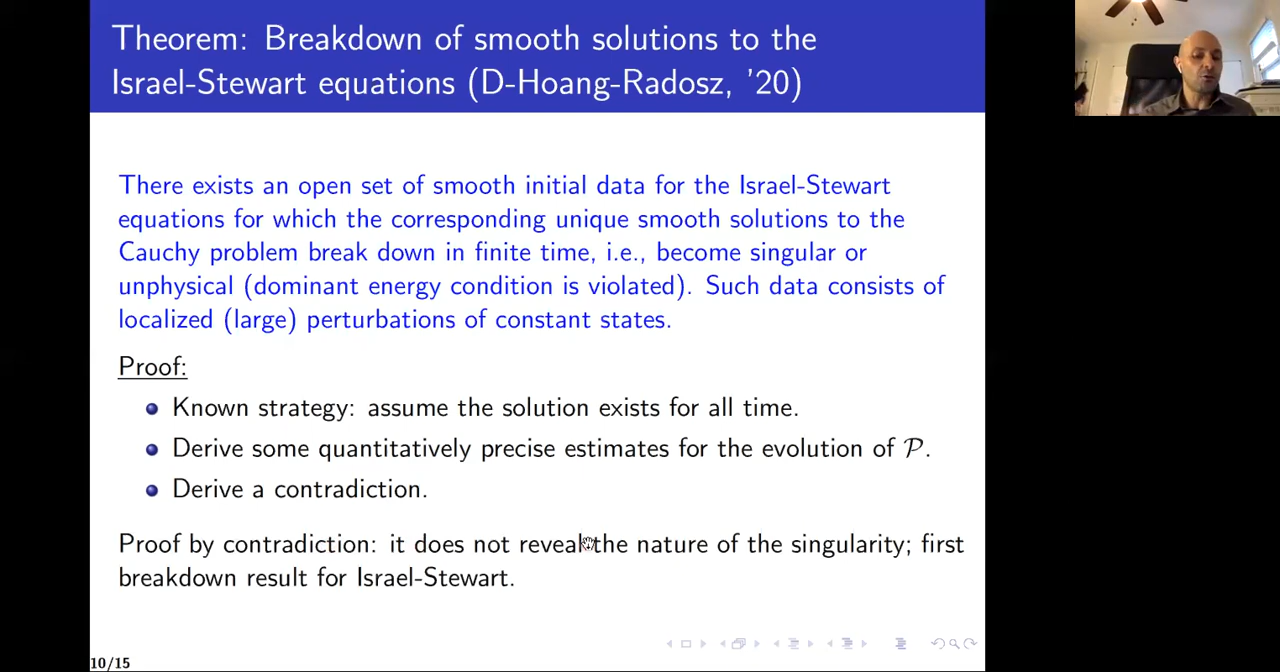 Theorem: Breakdown of smooth solutions to the
Israel-Stewart equations (D-Hoang-Radosz, '20)
There exists an open set of smooth initial data for the Israel-Stewart
equations for which the corresponding unique smooth solutions to the
Cauchy problem break down in finite time, i.e., become singular or
unphysical (dominant energy condition is violated). Such data consists of
localized (large) perturbations of constant states.
Proof:
Known strategy: assume the solution exists for all time.
Derive some quantitatively precise estimates for the evolution of 𝒫.
Derive a contradiction.
Proof by contradiction: it does not reveal the nature of the singularity; first
breakdown result for Israel-Stewart.
10/15